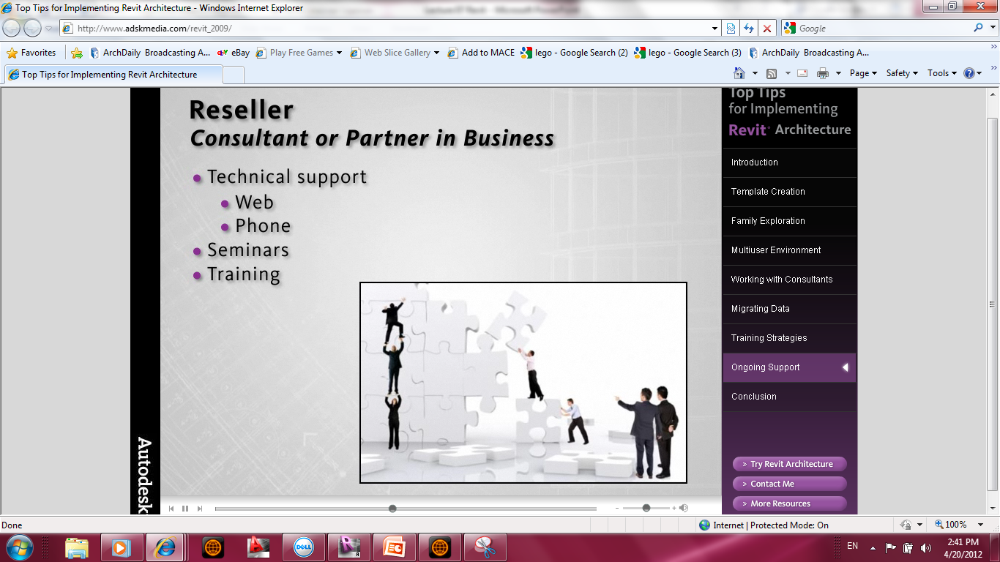 Top Tips for Implementing Revit Architecture - Windows Internet Explorer
http://www.adskmedia.com/revit_2009/
Google
Favorites
ArchDaily Broadcasting A...
eBay
Play Free Games
Web Slice Gallery
Add to MACE
lego - Google Search (2)
lego - Google Search (3)
ArchDaily Broadcasting A...
Top Tips for Implementing Revit Architecture
Page
Safety
Tools
Reseller
Consultant or Partner in Business
Technical support
Web
Phone
Seminars
Training
Autodesk
Top Tips
for Implementing
Revit Architecture
Introduction
Template Creation
Family Exploration
Multiuser Environment
Working with Consultants
Migrating Data
Training Strategies
Ongoing Support
Conclusion
» Try Revit Architecture
» Contact Me
» More Resources
Done
Internet | Protected Mode: On
100%
DELL
EN
2:41 PM
4/20/2012